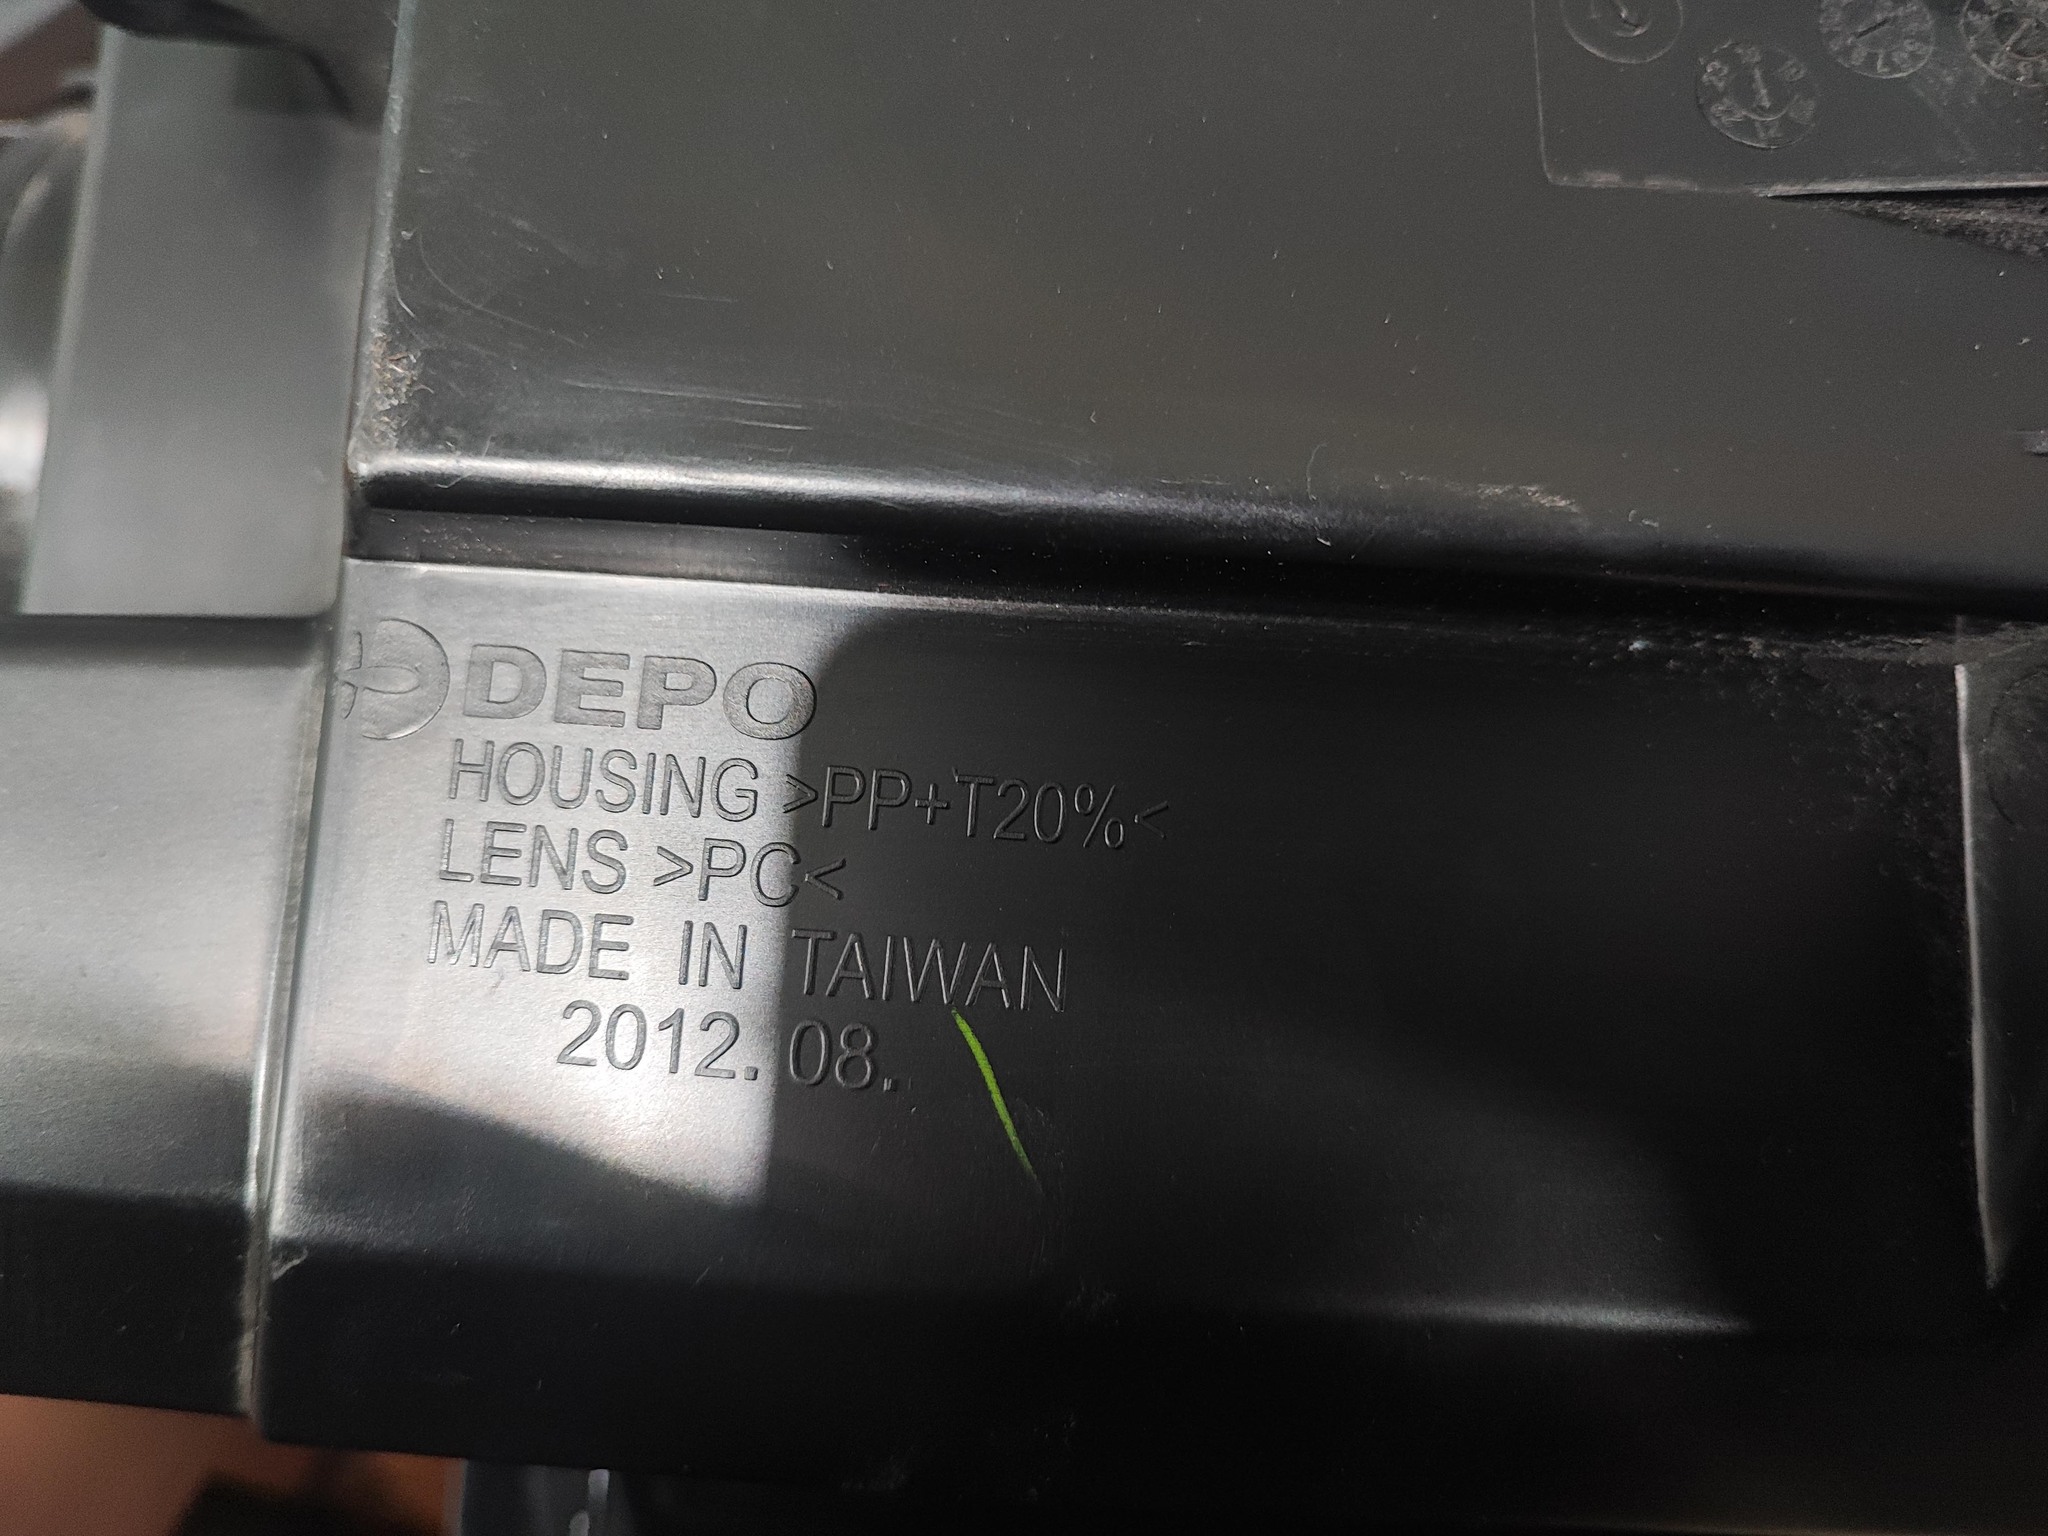 DEPO
HOUSING >PP+T20%<
LENS >PC<
MADE IN TAIWAN
2012. 08..